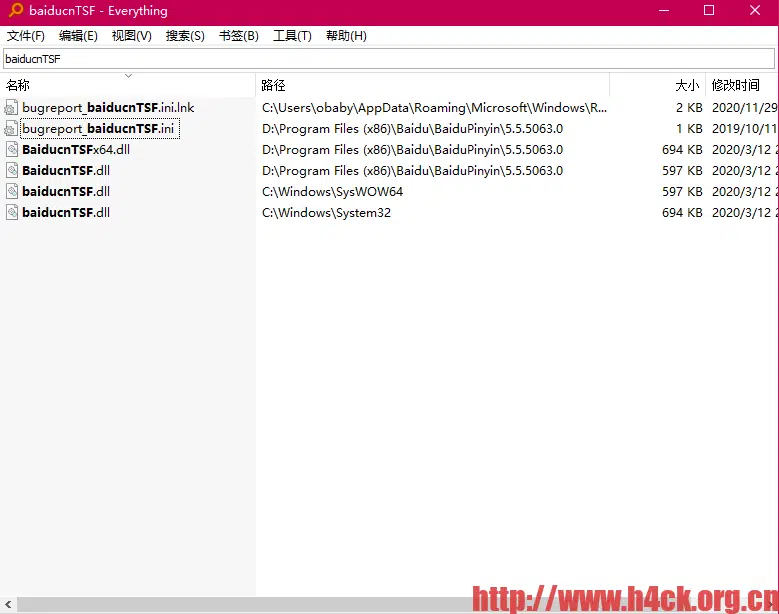 baiducnTSF - Everything
文件(F) 编辑(E) 视图(V) 搜索(S) 书签(B) 工具(T) 帮助(H)
baiducnTSF
名称 路径 大小 修改时间
bugreport_baiducnTSF.ini.lnk C:\Users\obaby\AppData\Roaming\Microsoft\Windows\R... 2 KB 2020/11/29
bugreport_baiducnTSF.ini D:\Program Files (x86)\Baidu\BaiduPinyin\5.5.5063.0 1 KB 2019/10/11
BaiducnTSFx64.dll D:\Program Files (x86)\Baidu\BaiduPinyin\5.5.5063.0 694 KB 2020/3/12 2
BaiducnTSF.dll D:\Program Files (x86)\Baidu\BaiduPinyin\5.5.5063.0 597 KB 2020/3/12 2
baiducnTSF.dll C:\Windows\SysWOW64 597 KB 2020/3/12 2
baiducnTSF.dll C:\Windows\System32 694 KB 2020/3/12 2
http://www.h4ck.org.cn